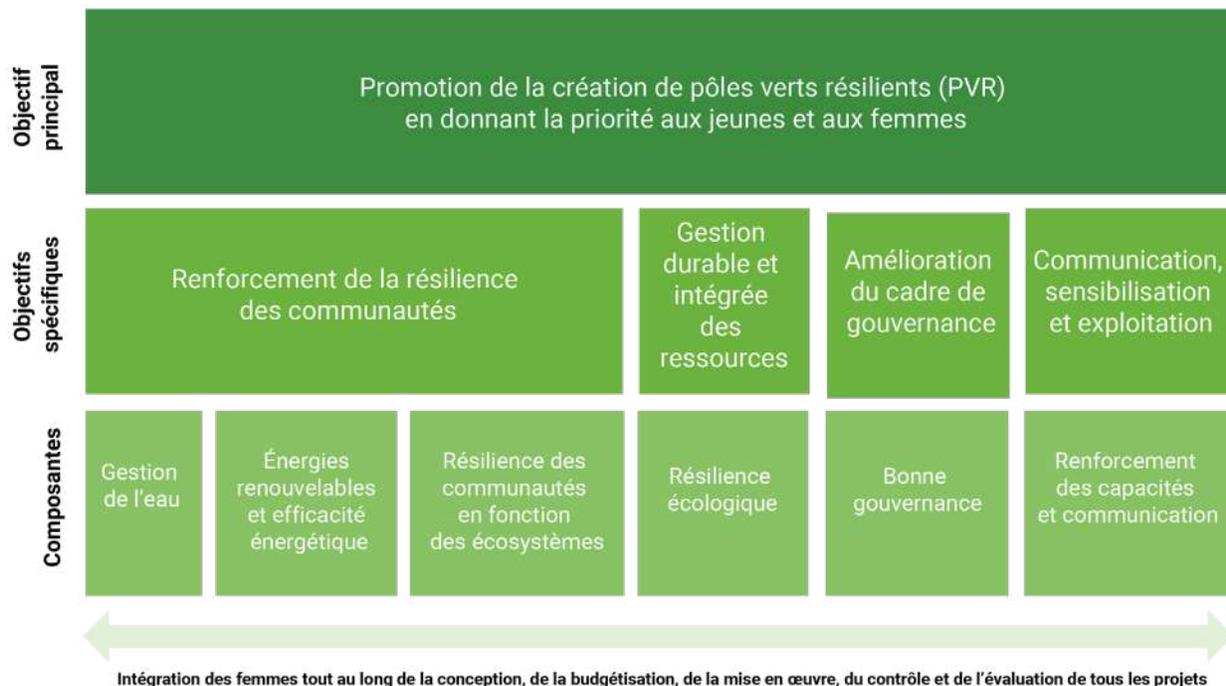 Objectif
principal
Promotion de la création de pôles verts résilients (PVR)
en donnant la priorité aux jeunes et aux femmes
Objectifs
spécifiques
Renforcement de la résilience
des communautés
Gestion
durable et
intégrée
des
ressources
Amélioration
du cadre de
gouvernance
Communication,
sensibilisation
et exploitation
Composantes
Gestion
de l'eau
Énergies
renouvelables
et efficacité
énergétique
Résilience des
communautés
en fonction
des écosystèmes
Résilience
écologique
Bonne
gouvernance
Renforcement
des capacités
et communication
Intégration des femmes tout au long de la conception, de la budgétisation, de la mise en œuvre, du contrôle et de l'évaluation de tous les projets